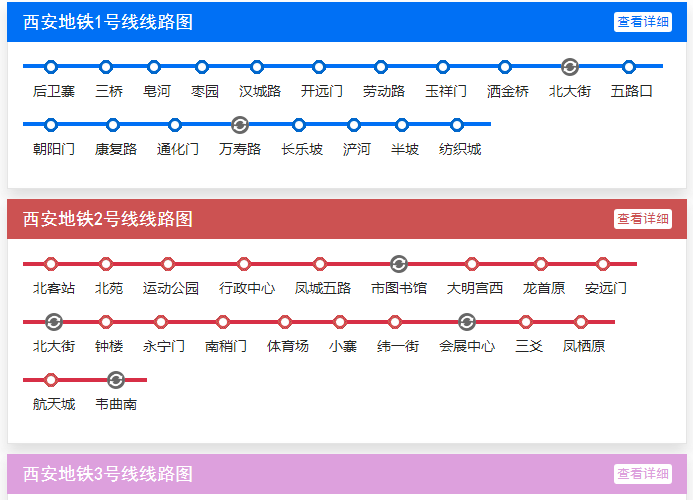 西安地铁1号线线路图 查看详细
后卫寨 三桥 皂河 枣园 汉城路 开远门 劳动路 玉祥门 洒金桥 北大街 五路口
朝阳门 康复路 通化门 万寿路 长乐坡 浐河 半坡 纺织城
西安地铁2号线线路图 查看详细
北客站 北苑 运动公园 行政中心 凤城五路 市图书馆 大明宫西 龙首原 安远门
北大街 钟楼 永宁门 南稍门 体育场 小寨 纬一街 会展中心 三爻 凤栖原
航天城 韦曲南
西安地铁3号线线路图 查看详细